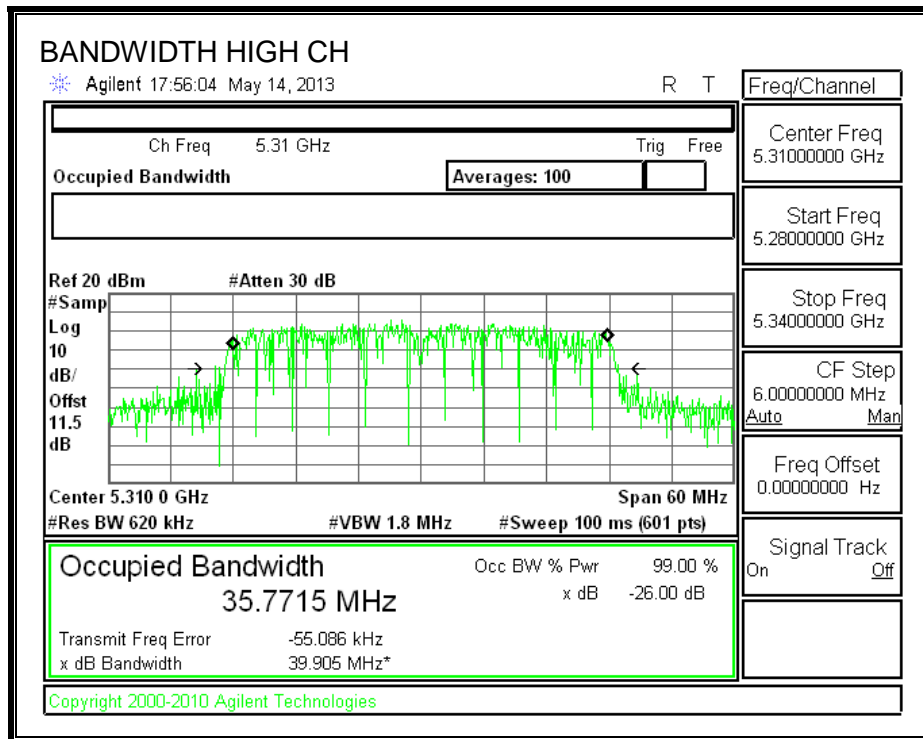 BANDWIDTH HIGH CH
Agilent 17:56:04 May 14, 2013 R T
Ch Freq 5.31 GHz Trig Free
Occupied Bandwidth Averages: 100
Ref 20 dBm #Atten 30 dB
#Samp
Log
10
dB/
Offst
11.5
dB
Center 5.310 0 GHz Span 60 MHz
#Res BW 620 kHz #VBW 1.8 MHz #Sweep 100 ms (601 pts)
Occupied Bandwidth Occ BW % Pwr 99.00 %
35.7715 MHz x dB -26.00 dB
Transmit Freq Error -55.086 kHz
x dB Bandwidth 39.905 MHz*
Copyright 2000-2010 Agilent Technologies
Freq/Channel
Center Freq
5.31000000 GHz
Start Freq
5.28000000 GHz
Stop Freq
5.34000000 GHz
CF Step
6.00000000 MHz
Auto Man
Freq Offset
0.00000000 Hz
Signal Track
On Off